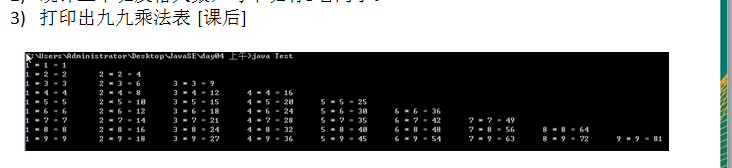 3) 打印出九九乘法表 [课后]
:\Users\Administrator\Desktop\JavaSE\day04 上午>java Test
1 * 1 = 1
1 * 2 = 2 2 * 2 = 4
1 * 3 = 3 2 * 3 = 6 3 * 3 = 9
1 * 4 = 4 2 * 4 = 8 3 * 4 = 12 4 * 4 = 16
1 * 5 = 5 2 * 5 = 10 3 * 5 = 15 4 * 5 = 20 5 * 5 = 25
1 * 6 = 6 2 * 6 = 12 3 * 6 = 18 4 * 6 = 24 5 * 6 = 30 6 * 6 = 36
1 * 7 = 7 2 * 7 = 14 3 * 7 = 21 4 * 7 = 28 5 * 7 = 35 6 * 7 = 42 7 * 7 = 49
1 * 8 = 8 2 * 8 = 16 3 * 8 = 24 4 * 8 = 32 5 * 8 = 40 6 * 8 = 48 7 * 8 = 56 8 * 8 = 64
1 * 9 = 9 2 * 9 = 18 3 * 9 = 27 4 * 9 = 36 5 * 9 = 45 6 * 9 = 54 7 * 9 = 63 8 * 9 = 72 9 * 9 = 81